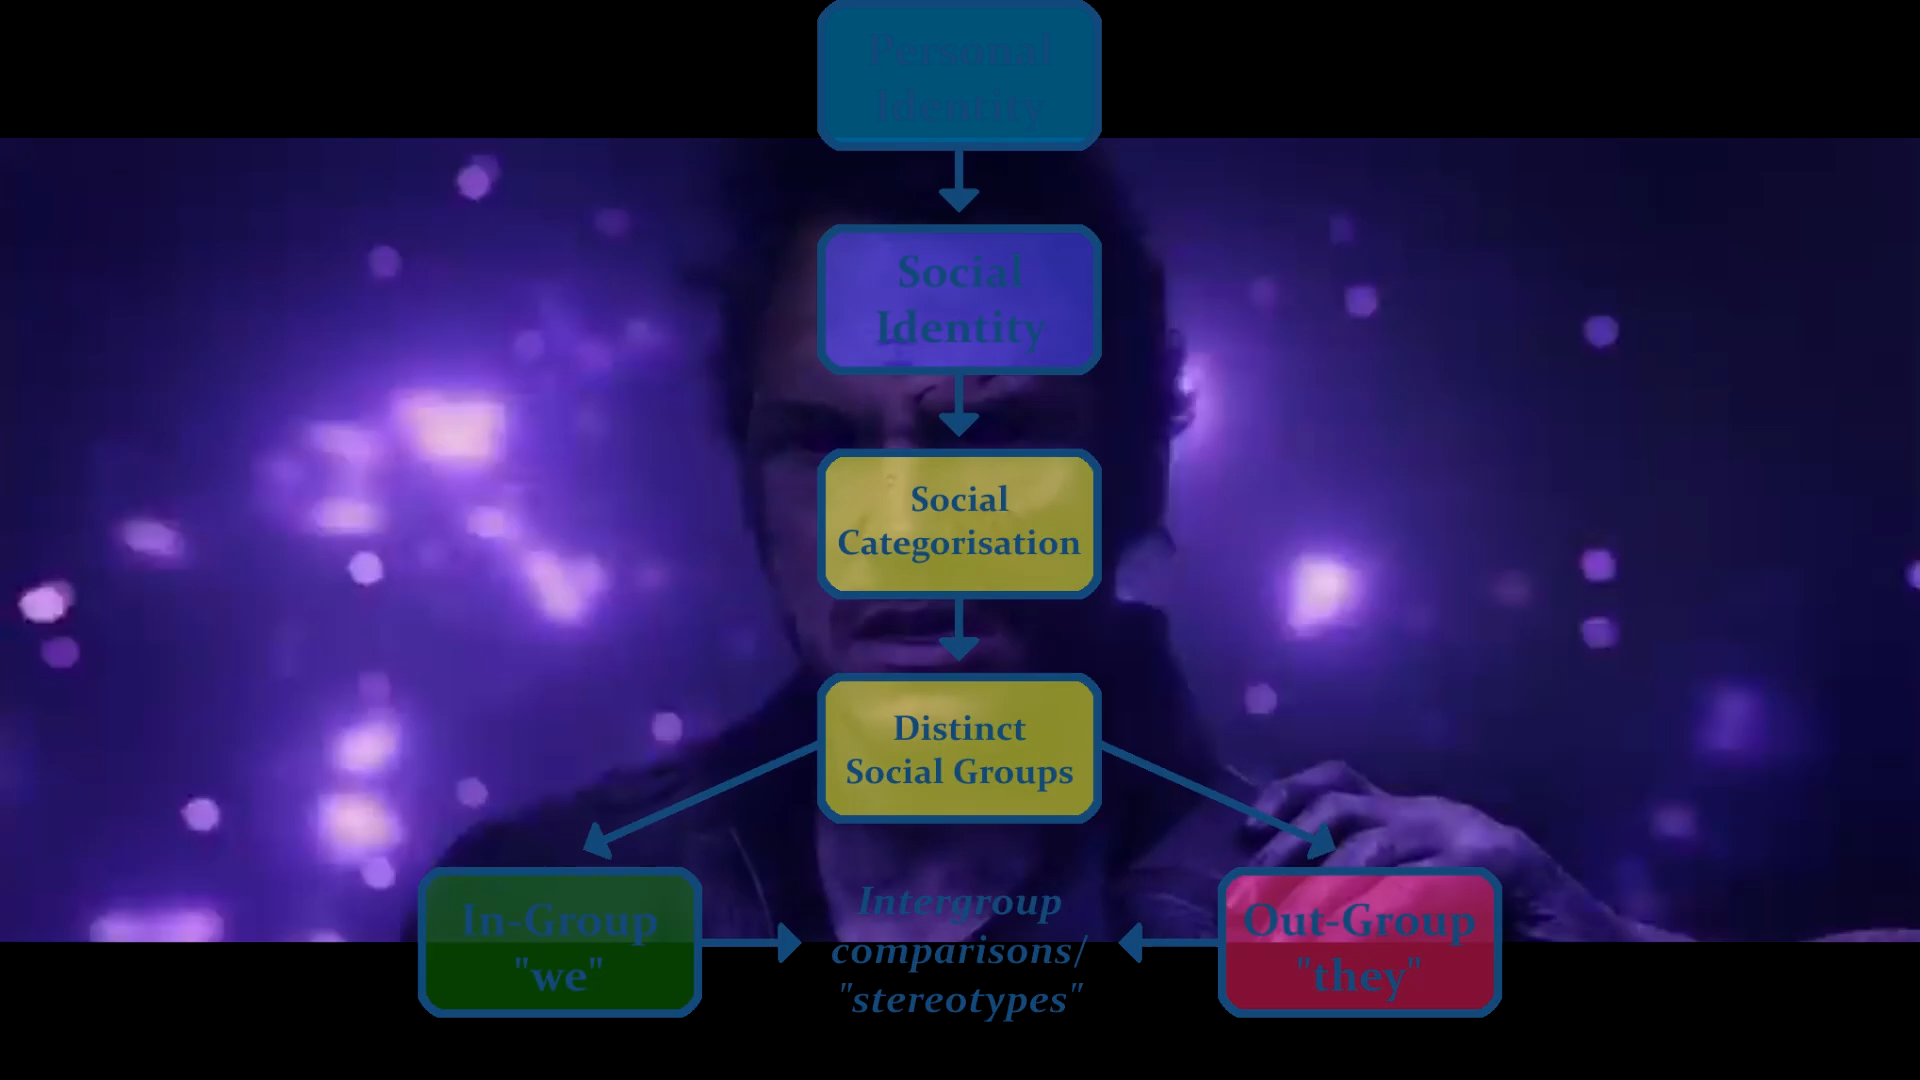 Personal
Identity
Social
Identity
Social
Categorisation
Distinct
Social Groups
In-Group
"we"
Intergroup
comparisons/
"stereotypes"
Out-Group
"they"